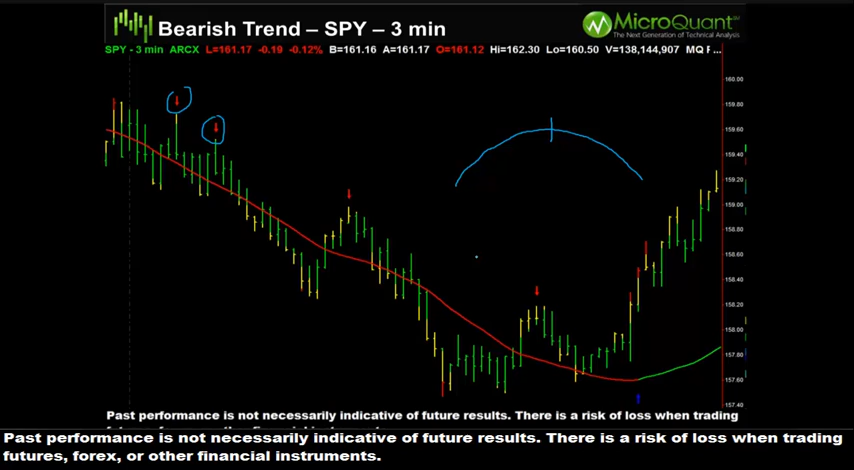 Bearish Trend – SPY – 3 min
MicroQuant
The Next Generation of Technical Analysis
SPY - 3 min ARCX L=161.17 -0.19 -0.12% B=161.16 A=161.17 O=161.12 Hi=162.30 Lo=160.50 V=138,144,907 MQ F ...
160.00
159.80
159.60
159.40
159.20
159.00
158.80
158.60
158.40
158.20
158.00
157.80
157.60
157.40
Past performance is not necessarily indicative of future results. There is a risk of loss when trading
Past performance is not necessarily indicative of future results. There is a risk of loss when trading
futures, forex, or other financial instruments.